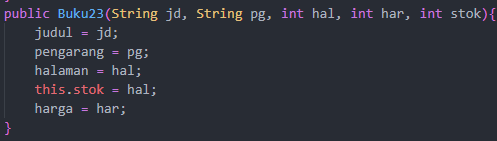 public Buku23(String jd, String pg, int hal, int har, int stok){
judul = jd;
pengarang = pg;
halaman = hal;
this.stok = hal;
harga = har;
}